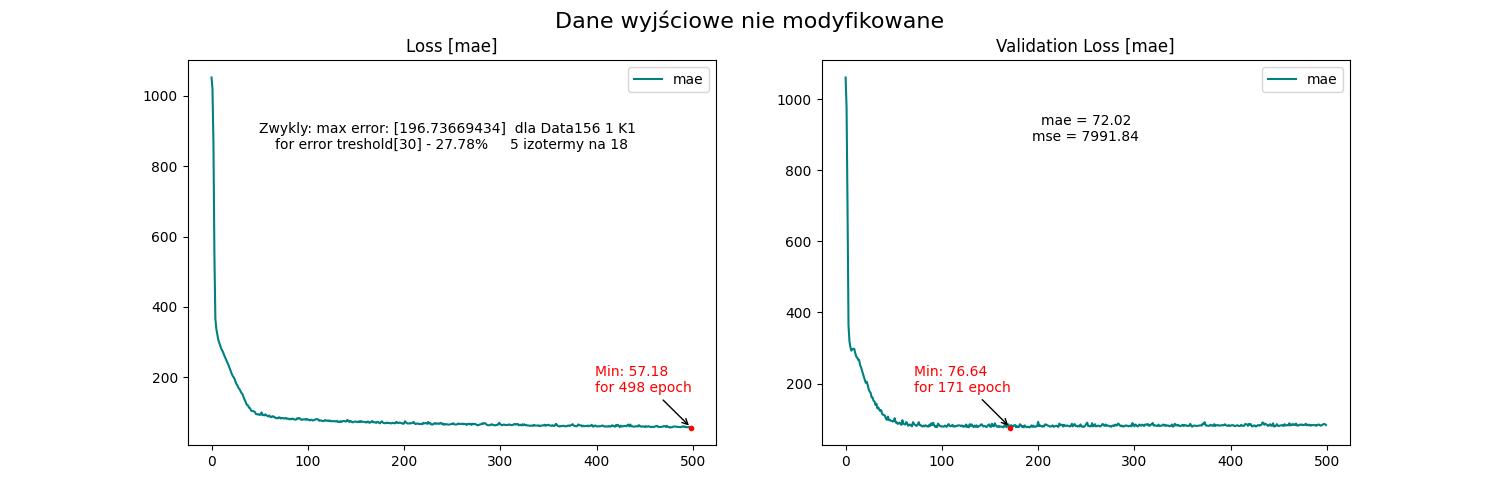 Dane wyjściowe nie modyfikowane
Loss [mae]
mae
1000
800
600
400
200
0
100
200
300
400
500
Zwykly: max error: [196.73669434]  dla Data156 1 K1
for error treshold[30] - 27.78%     5 izotermy na 18
Min: 57.18
for 498 epoch
Validation Loss [mae]
mae
1000
800
600
400
200
0
100
200
300
400
500
mae = 72.02
mse = 7991.84
Min: 76.64
for 171 epoch